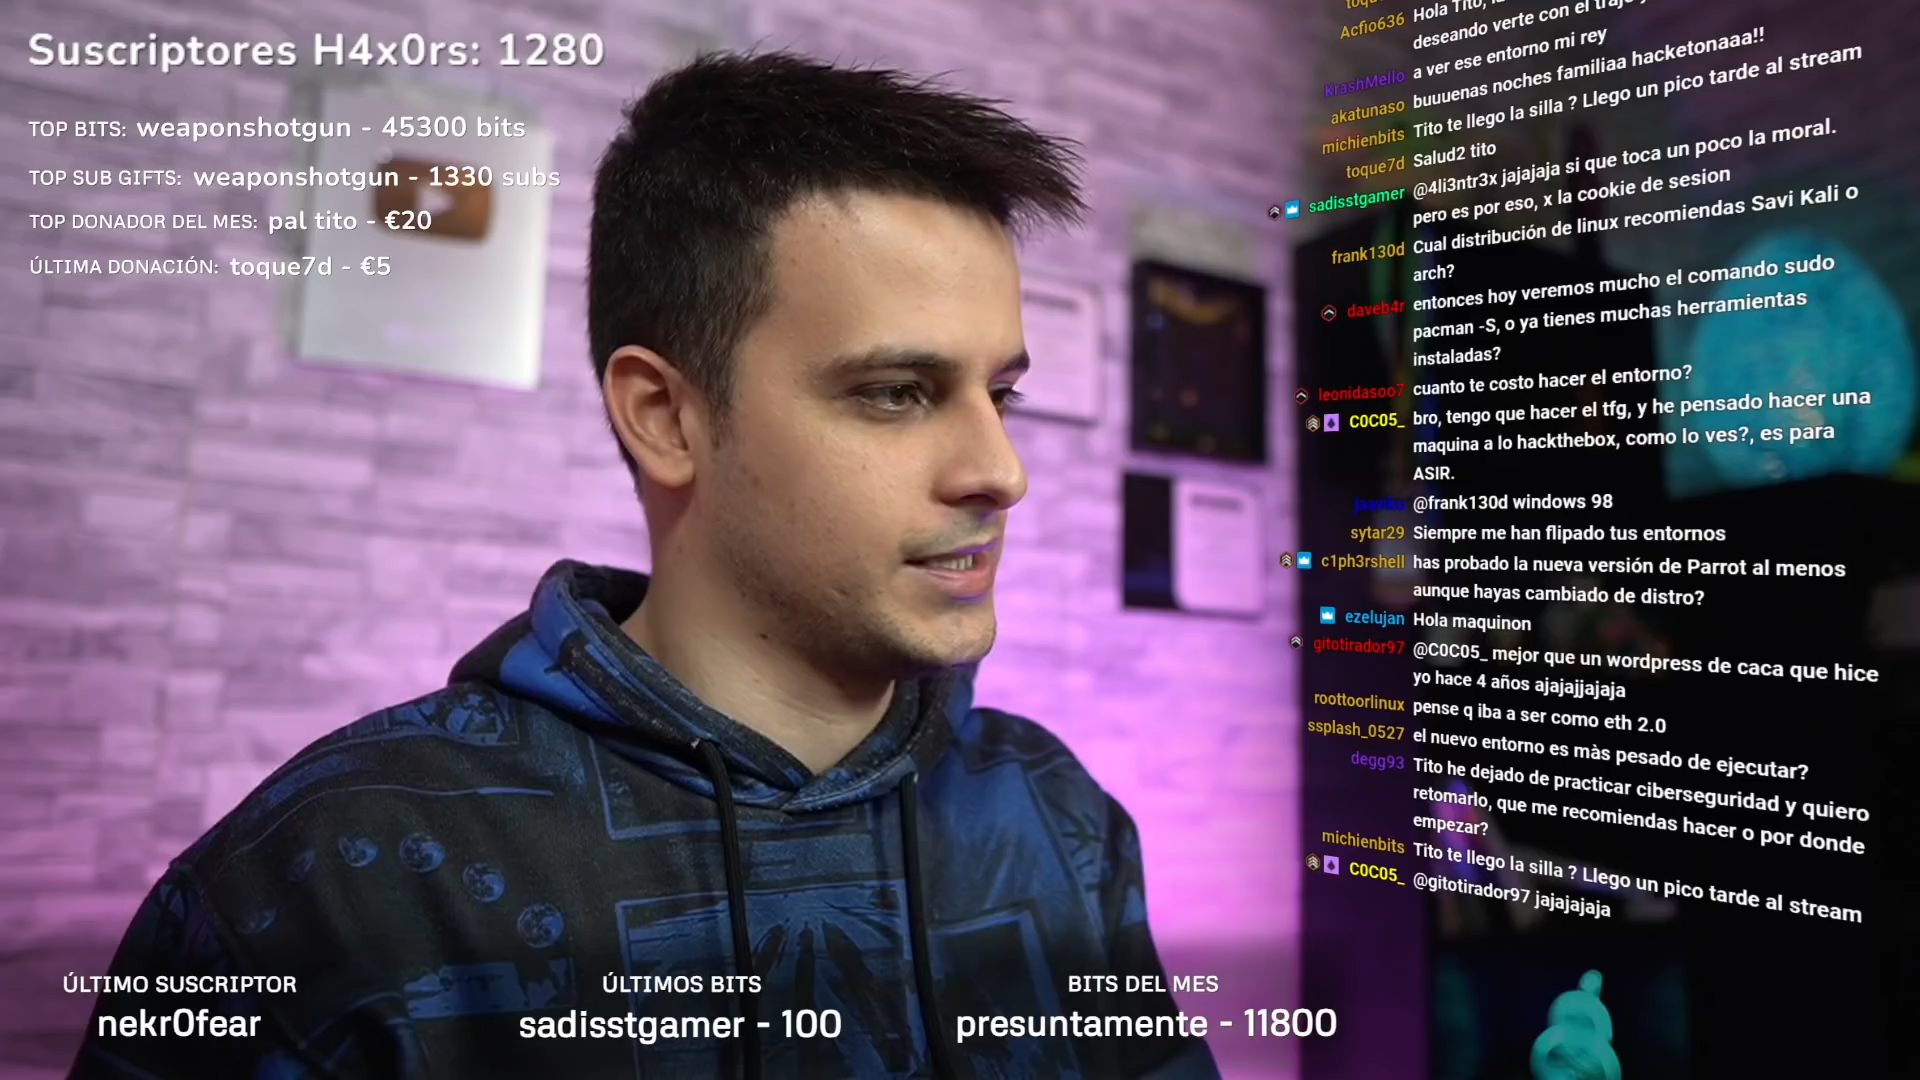 Suscriptores H4x0rs: 1280
TOP BITS: weaponshotgun - 45300 bits
TOP SUB GIFTS: weaponshotgun - 1330 subs
TOP DONADOR DEL MES: pal tito - €20
ÚLTIMA DONACIÓN: toque7d - €5
Acfio636 Hola Tito,
deseando verte con el
KrashMello a ver ese entorno mi rey
akatunaso buuuenas noches familiaa hacketonaaa!!
michienbits Tito te llego la silla ? Llego un pico tarde al stream
toque7d Salud2 tito
sadisstgamer @4li3ntr3x jajajaja si que toca un poco la moral.
pero es por eso, x la cookie de sesion
frank130d Cual distribución de linux recomiendas Savi Kali o
arch?
daveb4r entonces hoy veremos mucho el comando sudo
pacman -S, o ya tienes muchas herramientas
instaladas?
leonidasoo7 cuanto te costo hacer el entorno?
C0C05_ bro, tengo que hacer el tfg, y he pensado hacer una
maquina a lo hackthebox, como lo ves?, es para
ASIR.
jaaviku @frank130d windows 98
sytar29 Siempre me han flipado tus entornos
c1ph3rshell has probado la nueva versión de Parrot al menos
aunque hayas cambiado de distro?
ezelujan Hola maquinon
gitotirador97 @C0C05_ mejor que un wordpress de caca que hice
yo hace 4 años ajajajjajaja
roottoorlinux pense q iba a ser como eth 2.0
ssplash_0527 el nuevo entorno es màs pesado de ejecutar?
degg93 Tito he dejado de practicar ciberseguridad y quiero
retomarlo, que me recomiendas hacer o por donde
empezar?
michienbits Tito te llego la silla ? Llego un pico tarde al stream
C0C05_ @gitotirador97 jajajajaja
ÚLTIMO SUSCRIPTOR
nekr0fear
ÚLTIMOS BITS
sadisstgamer - 100
BITS DEL MES
presuntamente - 11800